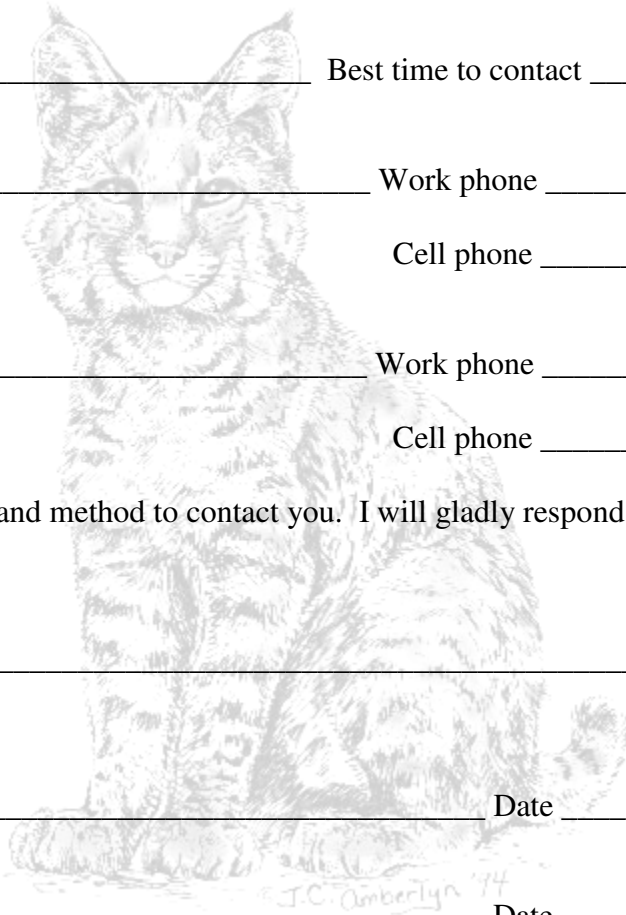 Best time to contact
Work phone
Cell phone
Work phone
Cell phone
and method to contact you. I will gladly respond
Date
J.C. Amberlyn '94
Date